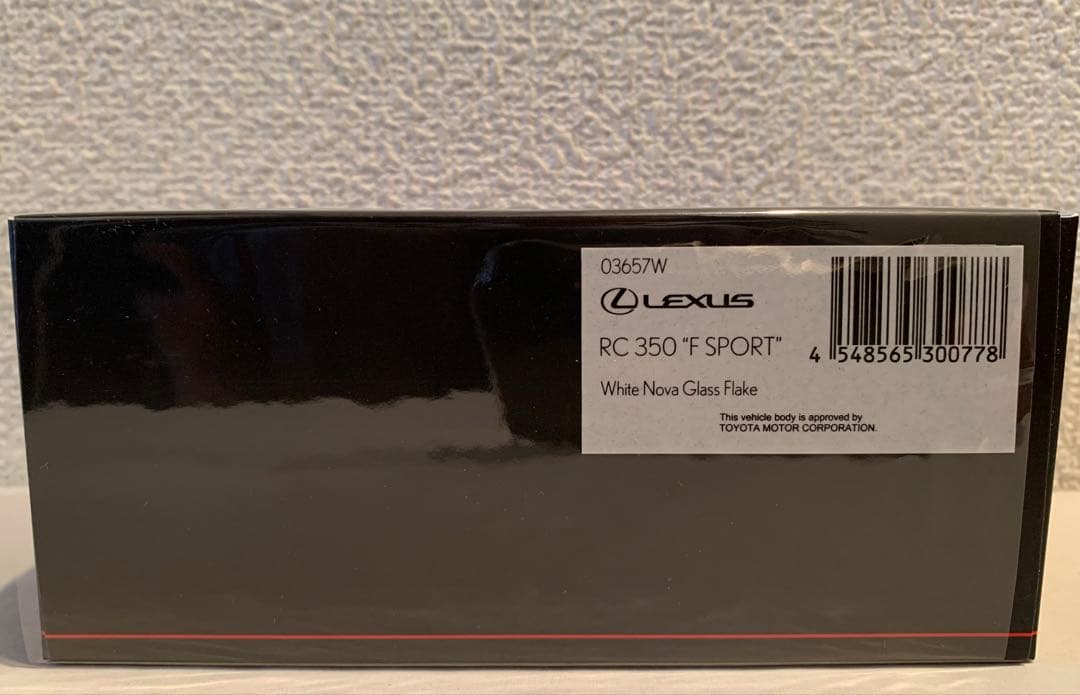 03657W
LEXUS
RC 350 “F SPORT”
4 548565 300778
White Nova Glass Flake
This vehicle body is approved by
TOYOTA MOTOR CORPORATION.